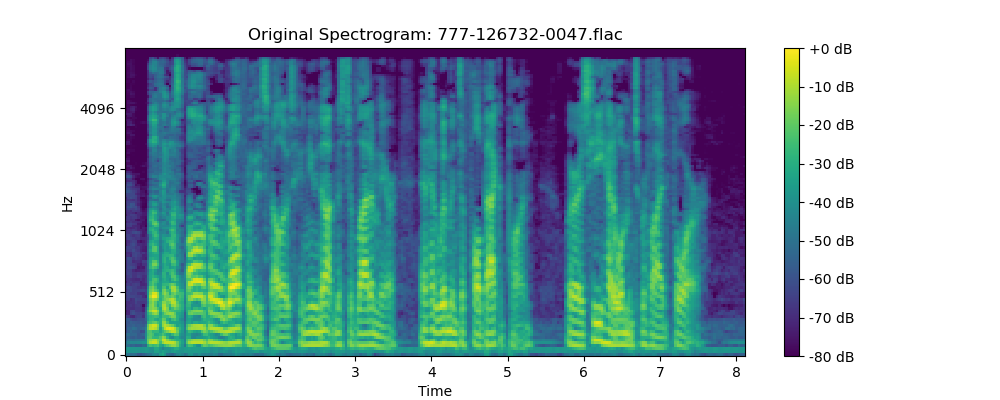 Original Spectrogram: 777-126732-0047.flac
Hz
4096
2048
1024
512
0
0 1 2 3 4 5 6 7 8
Time
+0 dB
-10 dB
-20 dB
-30 dB
-40 dB
-50 dB
-60 dB
-70 dB
-80 dB